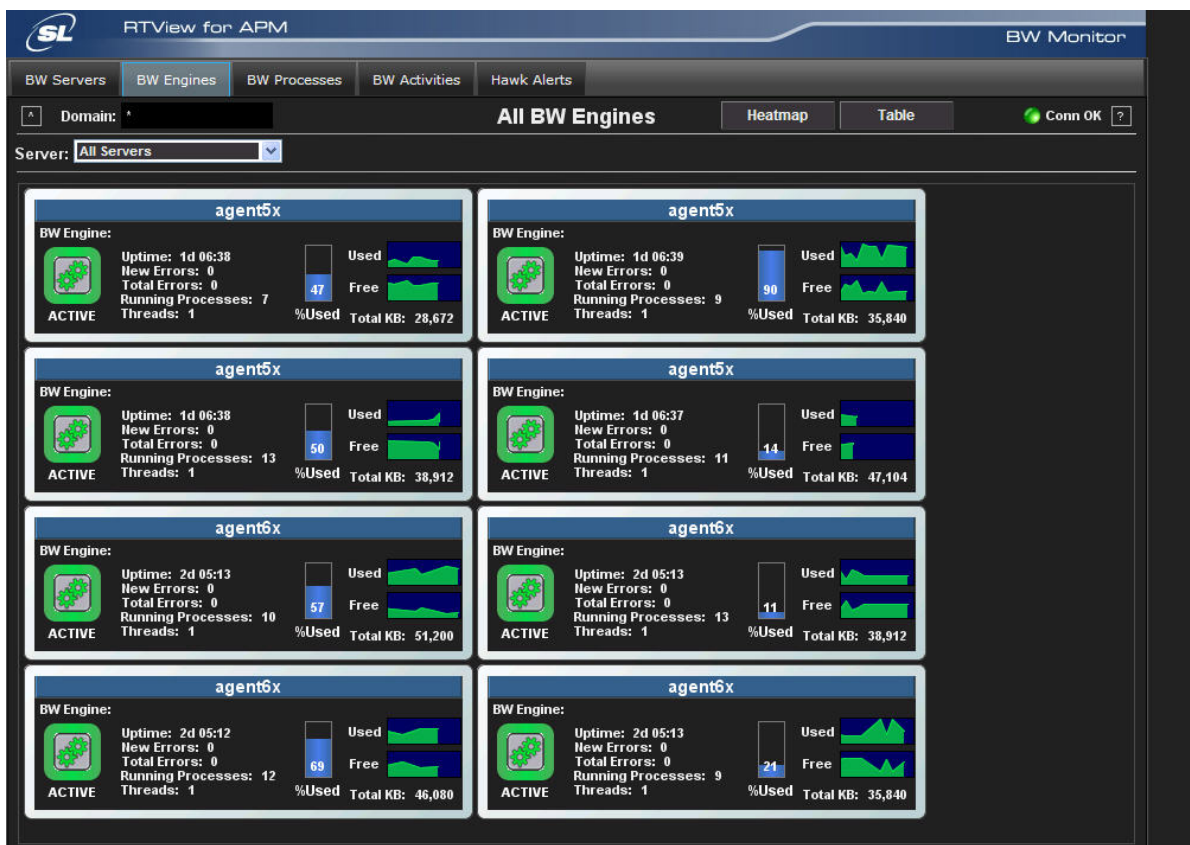 SL RTView for APM
BW Monitor
BW Servers BW Engines BW Processes BW Activities Hawk Alerts
^ Domain: * All BW Engines Heatmap Table Conn OK ?
Server: All Servers
agent5x
BW Engine:
Uptime: 1d 06:38
New Errors: 0
Total Errors: 0
Running Processes: 7
Threads: 1
ACTIVE
47
%Used
Used
Free
Total KB: 28,672
agent5x
BW Engine:
Uptime: 1d 06:39
New Errors: 0
Total Errors: 0
Running Processes: 9
Threads: 1
ACTIVE
90
%Used
Used
Free
Total KB: 35,840
agent5x
BW Engine:
Uptime: 1d 06:38
New Errors: 0
Total Errors: 0
Running Processes: 13
Threads: 1
ACTIVE
50
%Used
Used
Free
Total KB: 38,912
agent5x
BW Engine:
Uptime: 1d 06:37
New Errors: 0
Total Errors: 0
Running Processes: 11
Threads: 1
ACTIVE
14
%Used
Used
Free
Total KB: 47,104
agent6x
BW Engine:
Uptime: 2d 05:13
New Errors: 0
Total Errors: 0
Running Processes: 10
Threads: 1
ACTIVE
57
%Used
Used
Free
Total KB: 51,200
agent6x
BW Engine:
Uptime: 2d 05:13
New Errors: 0
Total Errors: 0
Running Processes: 13
Threads: 1
ACTIVE
11
%Used
Used
Free
Total KB: 38,912
agent6x
BW Engine:
Uptime: 2d 05:12
New Errors: 0
Total Errors: 0
Running Processes: 12
Threads: 1
ACTIVE
69
%Used
Used
Free
Total KB: 46,080
agent6x
BW Engine:
Uptime: 2d 05:13
New Errors: 0
Total Errors: 0
Running Processes: 9
Threads: 1
ACTIVE
21
%Used
Used
Free
Total KB: 35,840